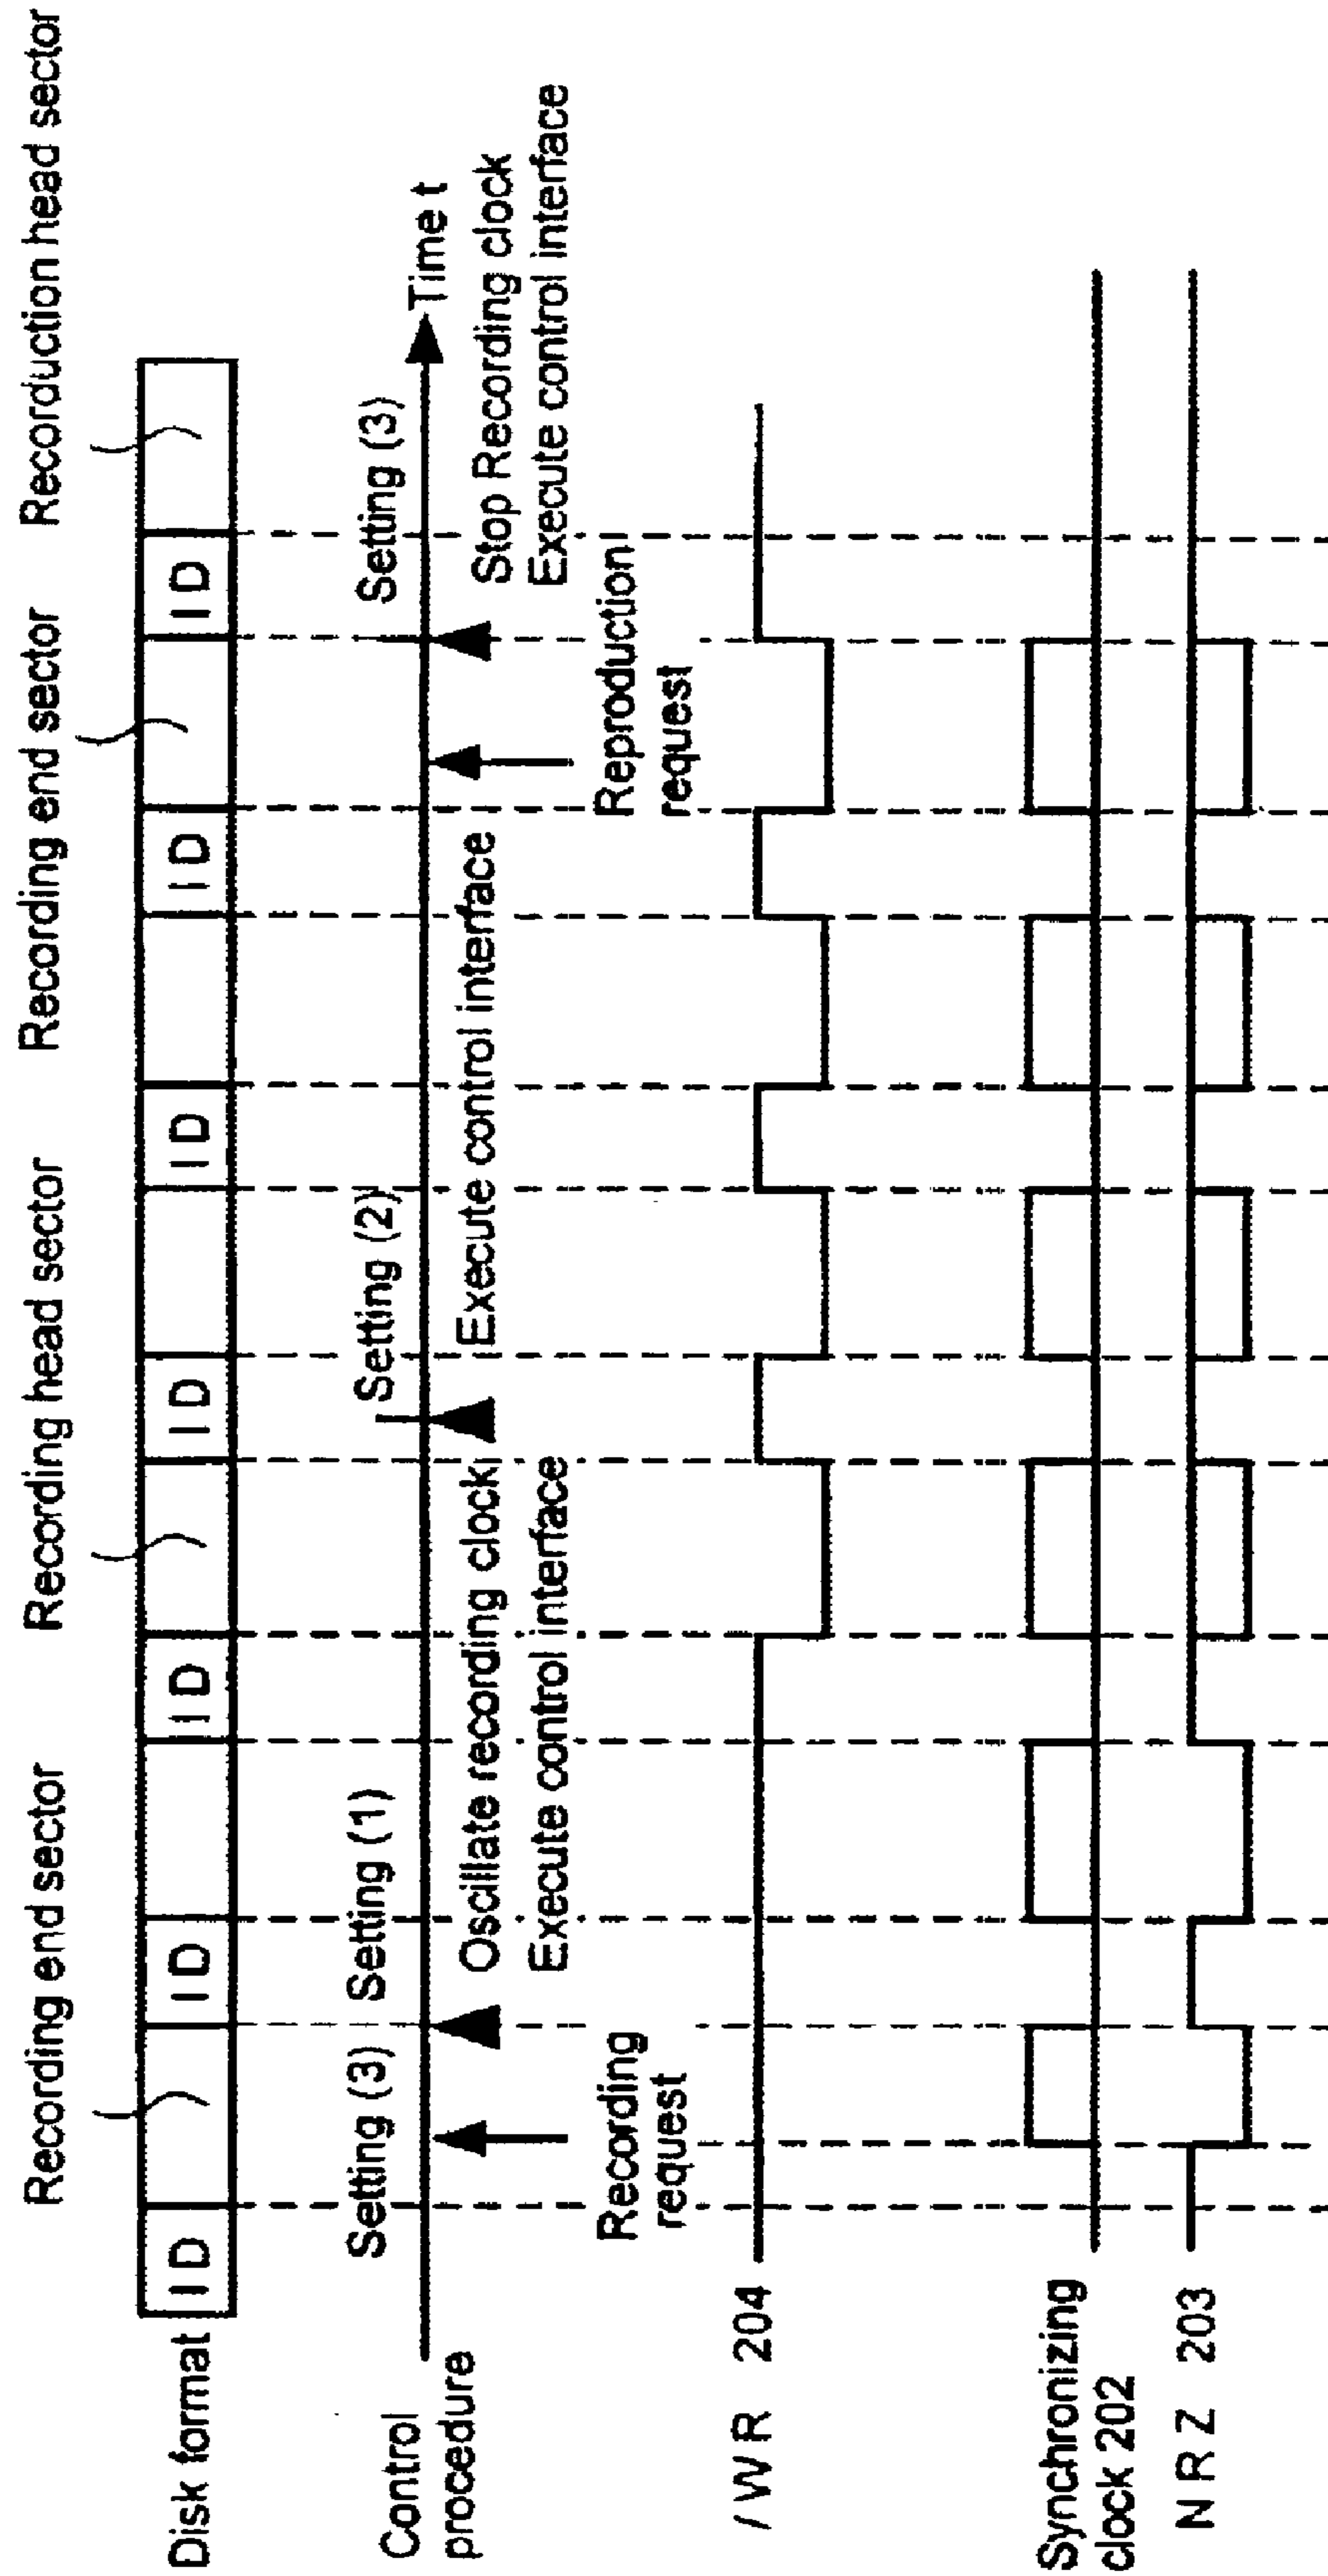 Recording end sector
Recording head sector
Recording end sector
Recorduction head sector
Disk format
ID
ID
ID
ID
ID
ID
ID
Control
procedure
Setting (3)
Setting (1)
Setting (2)
Setting (3)
Time t
Oscillate recording clock
Execute control interface
Execute control interface
Stop Recording clock
Execute control interface
Recording
request
Reproduction
request
/WR 204
Synchronizing
clock 202
NRZ 203